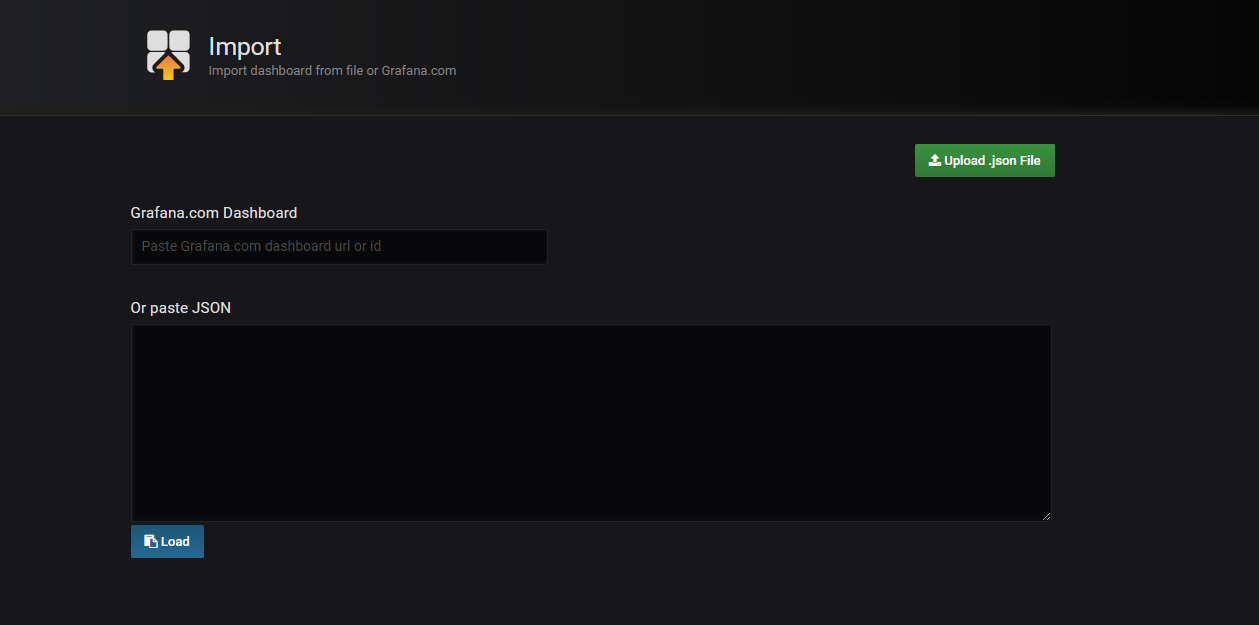 Import
Import dashboard from file or Grafana.com
Upload .json File
Grafana.com Dashboard
Paste Grafana.com dashboard url or id
Or paste JSON
Load